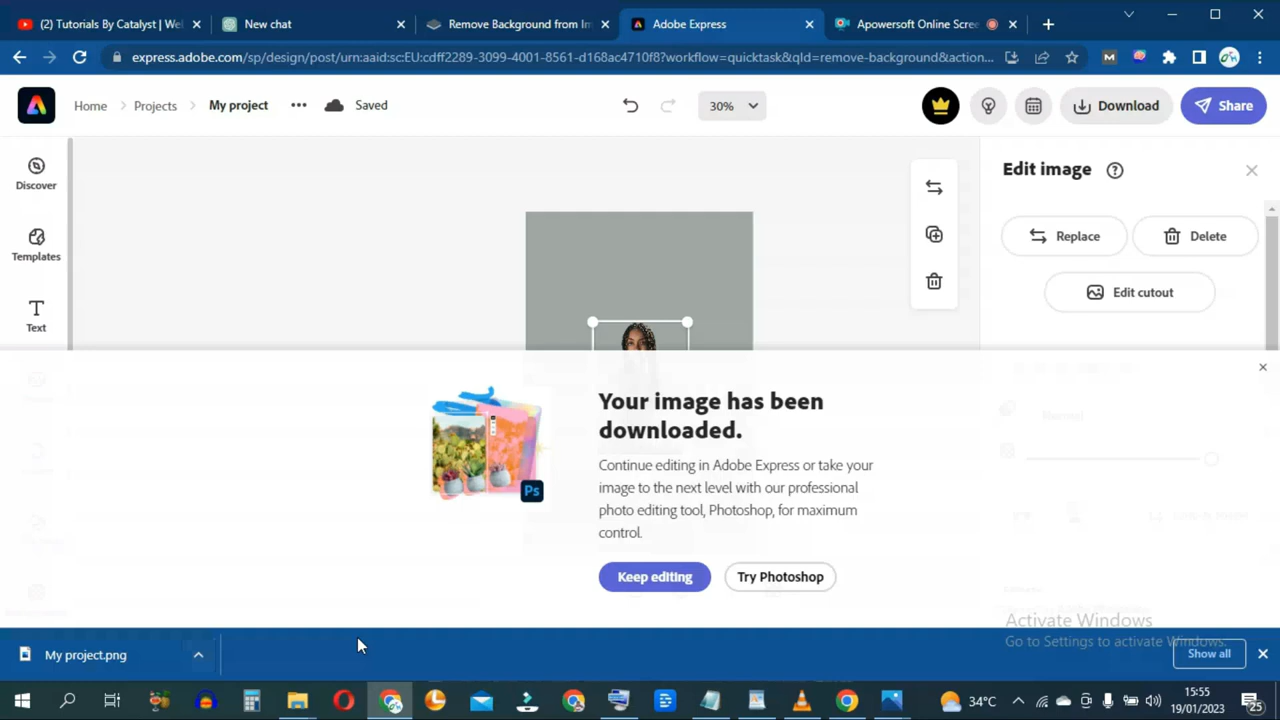 (2) Tutorials By Catalyst | We
New chat
Remove Background from Im
Adobe Express
Apowersoft Online Scre
express.adobe.com/sp/design/post/urn:aaid:sc:EU:cdff2289-3099-4001-8561-d168ac4710f8?workflow=quicktask&qld=remove-background&action...
Home
Projects
My project
Saved
30%
Download
Share
Discover
Edit image
Replace
Delete
Templates
Edit cutout
Text
Your image has been
downloaded.
Normal
Continue editing in Adobe Express or take your
image to the next level with our professional
photo editing tool, Photoshop, for maximum
control.
Ps
Keep editing
Try Photoshop
Activate Windows
Go to Settings to activate Windows.
My project.png
Show all
34°C
15:55
19/01/2023
25